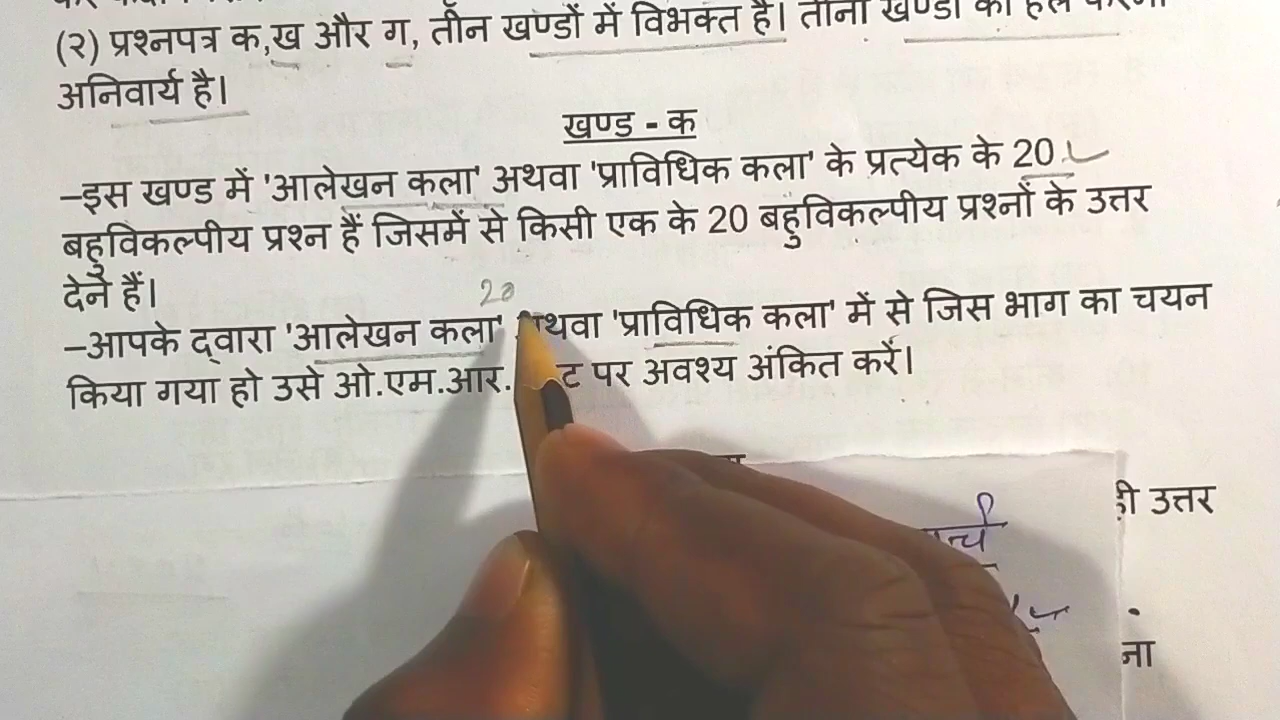 (२) प्रश्नपत्र क,ख और ग, तीन खण्डों में विभक्त है। तीनों खण्डों को हल करना
अनिवार्य है।
खण्ड - क
–इस खण्ड में 'आलेखन कला' अथवा 'प्राविधिक कला' के प्रत्येक के 20
बहुविकल्पीय प्रश्न हैं जिसमें से किसी एक के 20 बहुविकल्पीय प्रश्नों के उत्तर
देने हैं।
20
–आपके द्वारा 'आलेखन कला' अथवा 'प्राविधिक कला' में से जिस भाग का चयन
किया गया हो उसे ओ.एम.आर. पर अवश्य अंकित करें।
ही उत्तर
ना